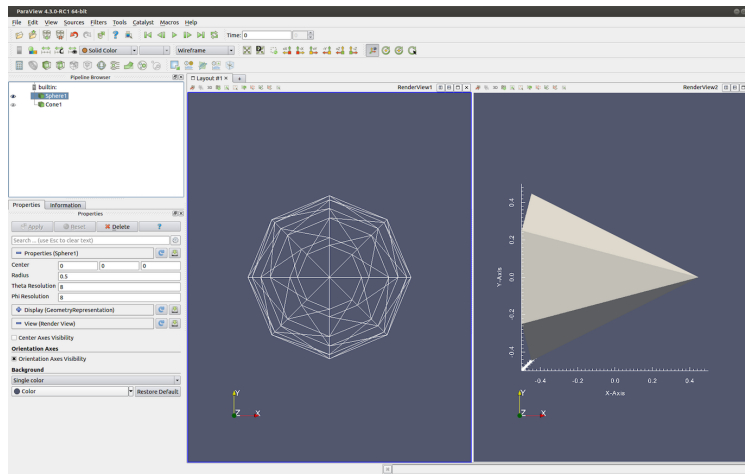 ParaView 4.3.0-RC1 64-bit
File Edit View Sources Filters Tools Catalyst Macros Help
Time: 0 0
Solid Color Wireframe
Pipeline Browser
builtin:
Sphere1
Cone1
Layout #1
RenderView1
RenderView2
Properties Information
Properties
Apply Reset Delete ?
Search ... (use Esc to clear text)
Properties (Sphere1)
Center 0 0 0
Radius 0.5
Theta Resolution 8
Phi Resolution 8
Display (GeometryRepresentation)
View (Render View)
Center Axes Visibility
Orientation Axes
Orientation Axes Visibility
Background
Single color
Color Restore Default
Y
Z X
0.4
0.2
0.0
-0.2
-0.4
Y-Axis
-0.4 -0.2 0.0 0.2 0.4
X-Axis
Y
Z X